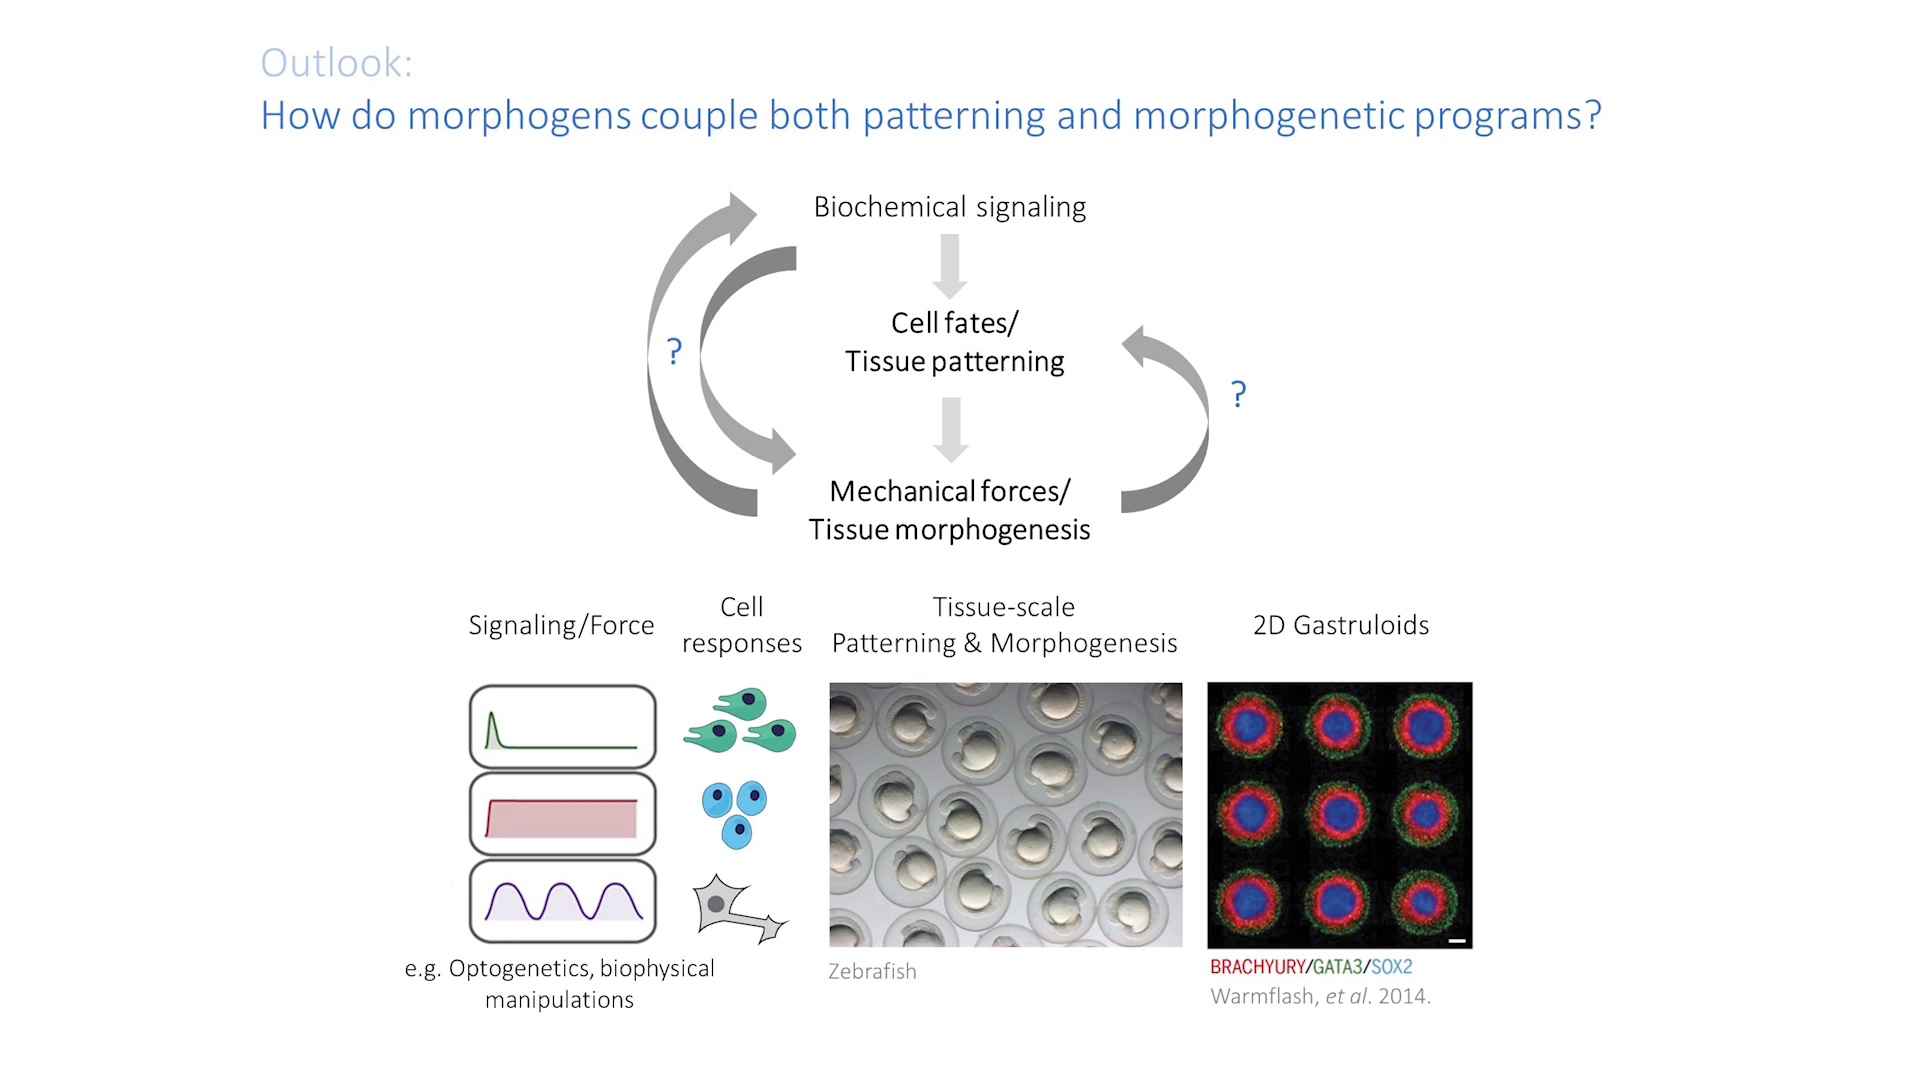 Outlook:
How do morphogens couple both patterning and morphogenetic programs?
Biochemical signaling
Cell fates/
Tissue patterning
?
?
Mechanical forces/
Tissue morphogenesis
Signaling/Force
Cell
responses
Tissue-scale
Patterning & Morphogenesis
2D Gastruloids
e.g. Optogenetics, biophysical
manipulations
Zebrafish
BRACHYURY/GATA3/SOX2
Warmflash, et al. 2014.